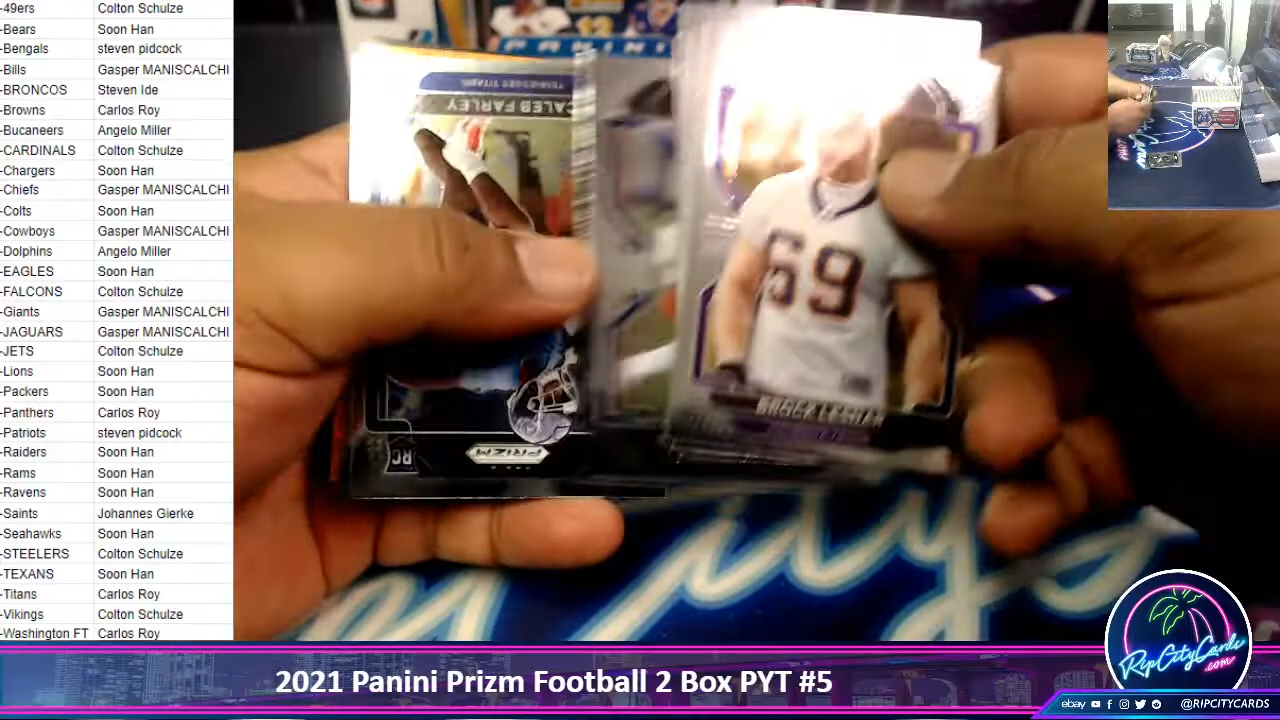 -49ers Colton Schulze
-Bears Soon Han
-Bengals steven pidcock
-Bills Gasper MANISCALCHI
-BRONCOS Steven Ide
-Browns Carlos Roy
-Bucaneers Angelo Miller
-CARDINALS Colton Schulze
-Chargers Soon Han
-Chiefs Gasper MANISCALCHI
-Colts Soon Han
-Cowboys Gasper MANISCALCHI
-Dolphins Angelo Miller
-EAGLES Soon Han
-FALCONS Colton Schulze
-Giants Gasper MANISCALCHI
-JAGUARS Gasper MANISCALCHI
-JETS Colton Schulze
-Lions Soon Han
-Packers Soon Han
-Panthers Carlos Roy
-Patriots steven pidcock
-Raiders Soon Han
-Rams Soon Han
-Ravens Soon Han
-Saints Johannes Gierke
-Seahawks Soon Han
-STEELERS Colton Schulze
-TEXANS Soon Han
-Titans Carlos Roy
-Vikings Colton Schulze
-Washington FT Carlos Roy
PANINI
TENNESSEE TITANS
CALEB FARLEY
PRIZM
RC
69
BROCK LESNAR
2021 Panini Prizm Football 2 Box PYT #5
RipCityCards
.com
ebay
@RIPCITYCARDS